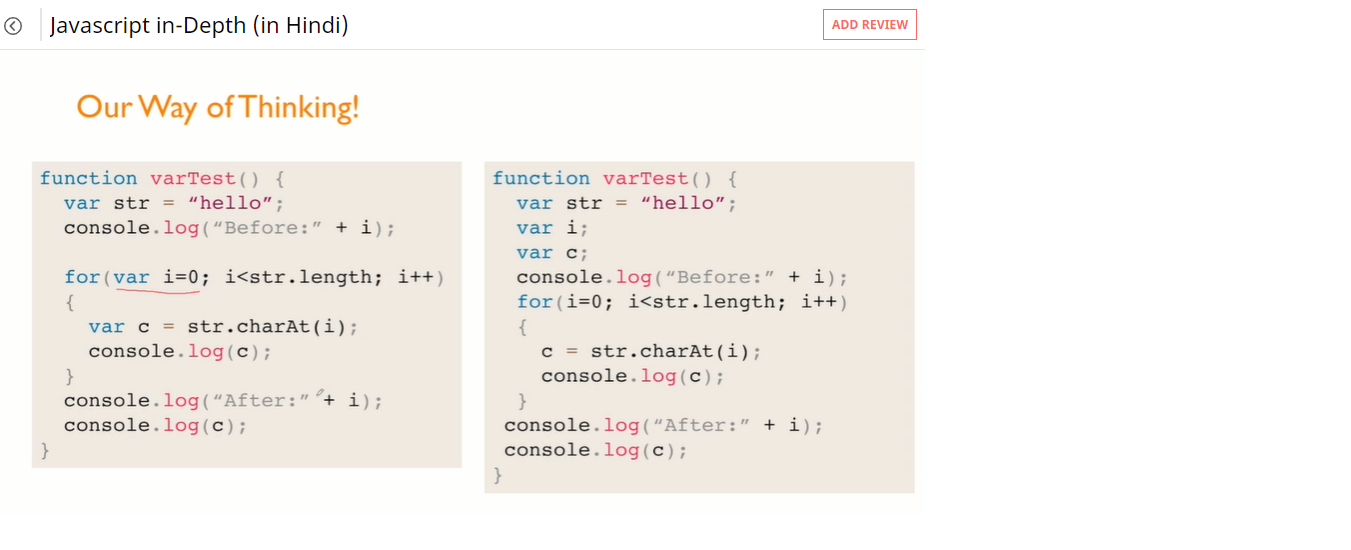 Javascript in-Depth (in Hindi)
ADD REVIEW
Our Way of Thinking!
function varTest() {
var str = “hello”;
console.log(“Before:” + i);
for(var i=0; i<str.length; i++)
{
var c = str.charAt(i);
console.log(c);
}
console.log(“After:” + i);
console.log(c);
}
function varTest() {
var str = “hello”;
var i;
var c;
console.log(“Before:” + i);
for(i=0; i<str.length; i++)
{
c = str.charAt(i);
console.log(c);
}
console.log(“After:” + i);
console.log(c);
}